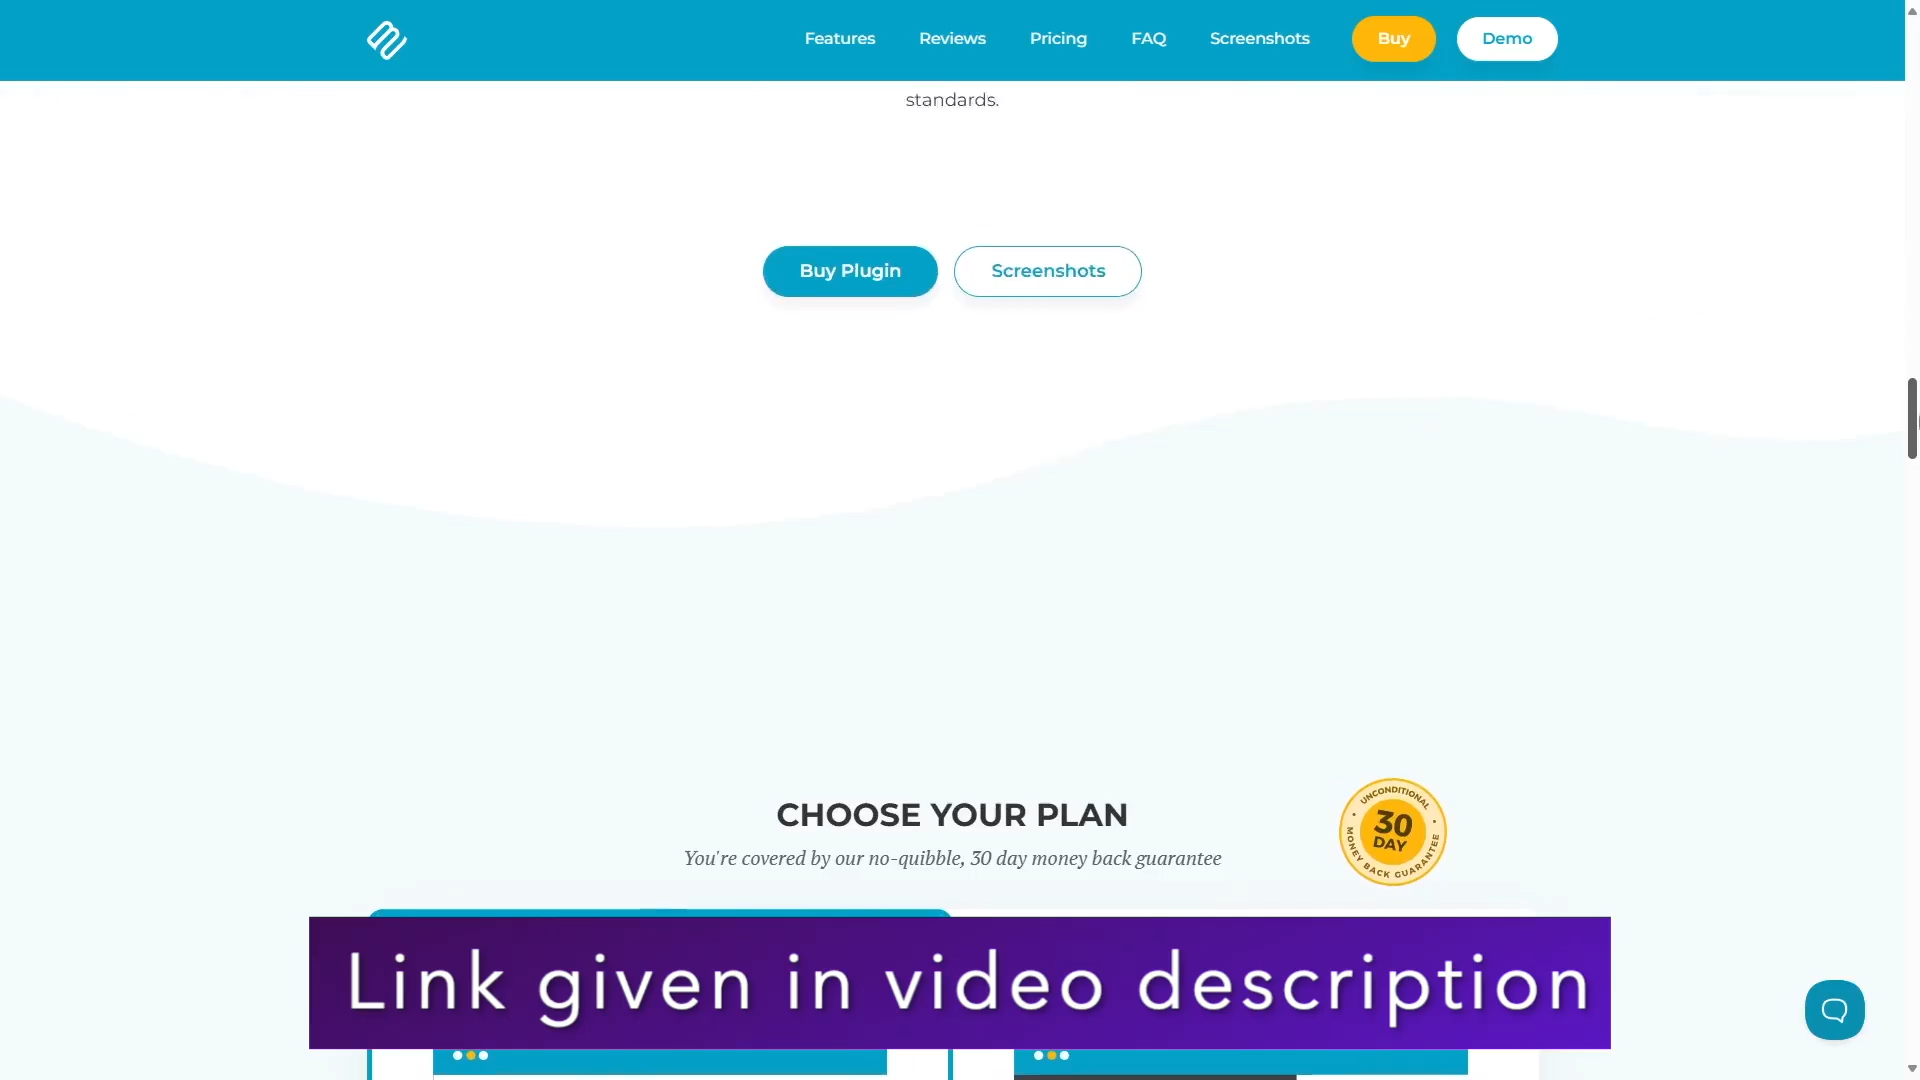 Features
Reviews
Pricing
FAQ
Screenshots
Buy
Demo
standards.
Buy Plugin
Screenshots
CHOOSE YOUR PLAN
You're covered by our no-quibble, 30 day money back guarantee
UNCONDITIONAL
30
DAY
MONEY BACK GUARANTEE
Link given in video description